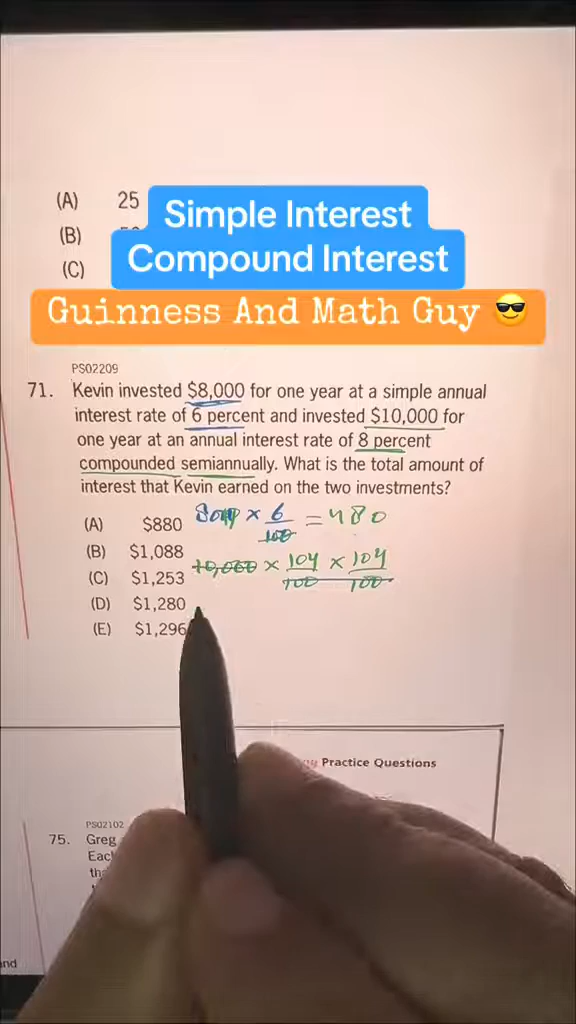 (A) 25
(B)
(C)
Simple Interest
Compound Interest
Guinness And Math Guy 😎
PS02209
71. Kevin invested $8,000 for one year at a simple annual
interest rate of 6 percent and invested $10,000 for
one year at an annual interest rate of 8 percent
compounded semiannually. What is the total amount of
interest that Kevin earned on the two investments?
(A) $880
(B) $1,088
(C) $1,253
(D) $1,280
(E) $1,296
× 6/100 = 480
10,000 × 104/100 × 104/100
Practice Questions
PS02102
75. Greg
Eac
th